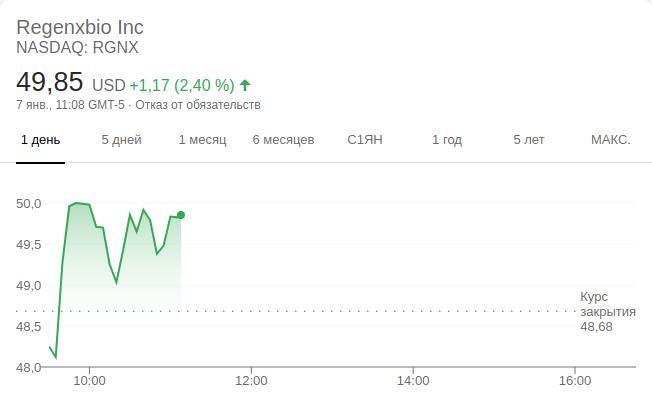 Regenxbio Inc
NASDAQ: RGNX
49,85 USD +1,17 (2,40 %)
7 янв., 11:08 GMT-5 · Отказ от обязательств
1 день 5 дней 1 месяц 6 месяцев С1ЯН 1 год 5 лет МАКС.
50,0
49,5
49,0
48,5
48,0
Курс
закрытия
48,68
10:00 12:00 14:00 16:00